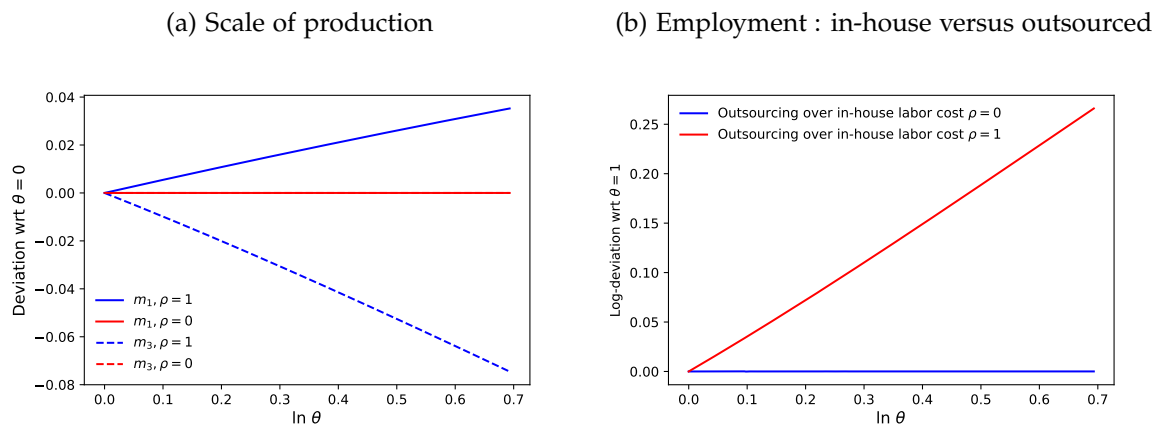 (a) Scale of production
(b) Employment : in-house versus outsourced
Deviation wrt θ = 0
0.04
0.02
0.00
−0.02
−0.04
−0.06
−0.08
m₁, ρ = 1
m₁, ρ = 0
m₃, ρ = 1
m₃, ρ = 0
0.0 0.1 0.2 0.3 0.4 0.5 0.6 0.7
ln θ
Log-deviation wrt θ = 1
0.25
0.20
0.15
0.10
0.05
0.00
Outsourcing over in-house labor cost ρ = 0
Outsourcing over in-house labor cost ρ = 1
0.0 0.1 0.2 0.3 0.4 0.5 0.6 0.7
ln θ